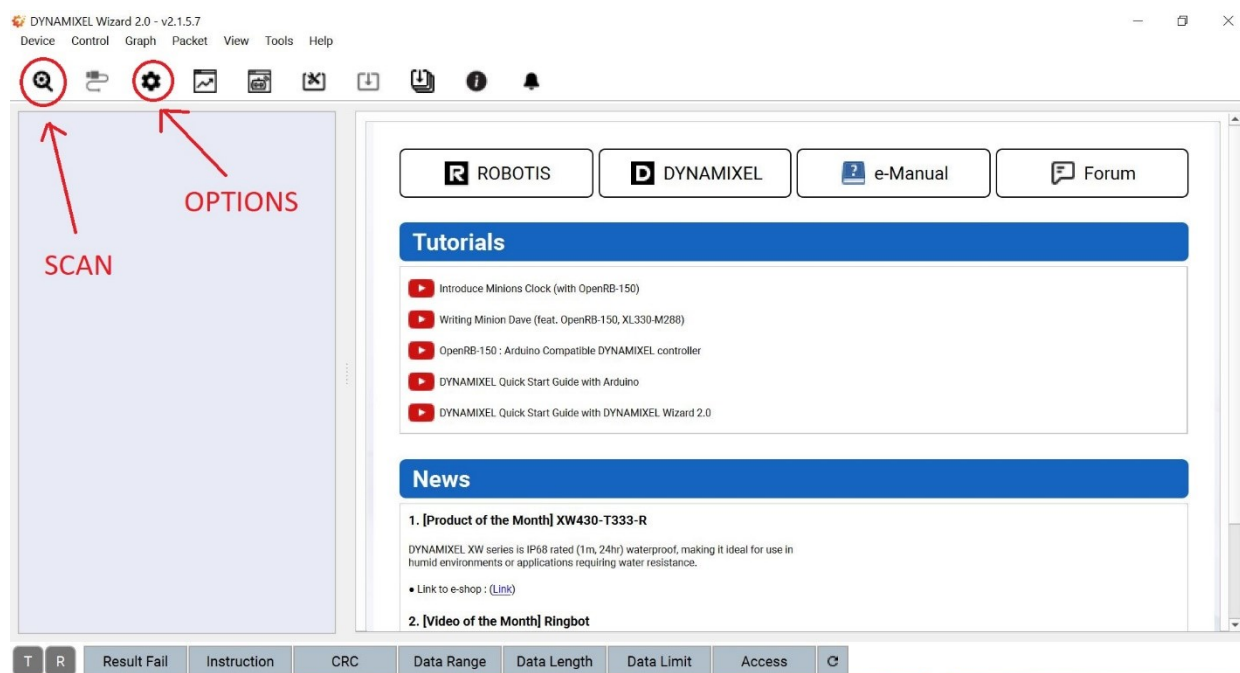 DYNAMIXEL Wizard 2.0 - v2.1.5.7
Device Control Graph Packet View Tools Help
SCAN
OPTIONS
R ROBOTIS
D DYNAMIXEL
? e-Manual
Forum
Tutorials
Introduce Minions Clock (with OpenRB-150)
Writing Minion Dave (feat. OpenRB-150, XL330-M288)
OpenRB-150 : Arduino Compatible DYNAMIXEL controller
DYNAMIXEL Quick Start Guide with Arduino
DYNAMIXEL Quick Start Guide with DYNAMIXEL Wizard 2.0
News
1. [Product of the Month] XW430-T333-R
DYNAMIXEL XW series is IP68 rated (1m, 24hr) waterproof, making it ideal for use in
humid environments or applications requiring water resistance.
• Link to e-shop : (Link)
2. [Video of the Month] Ringbot
T R Result Fail Instruction CRC Data Range Data Length Data Limit Access